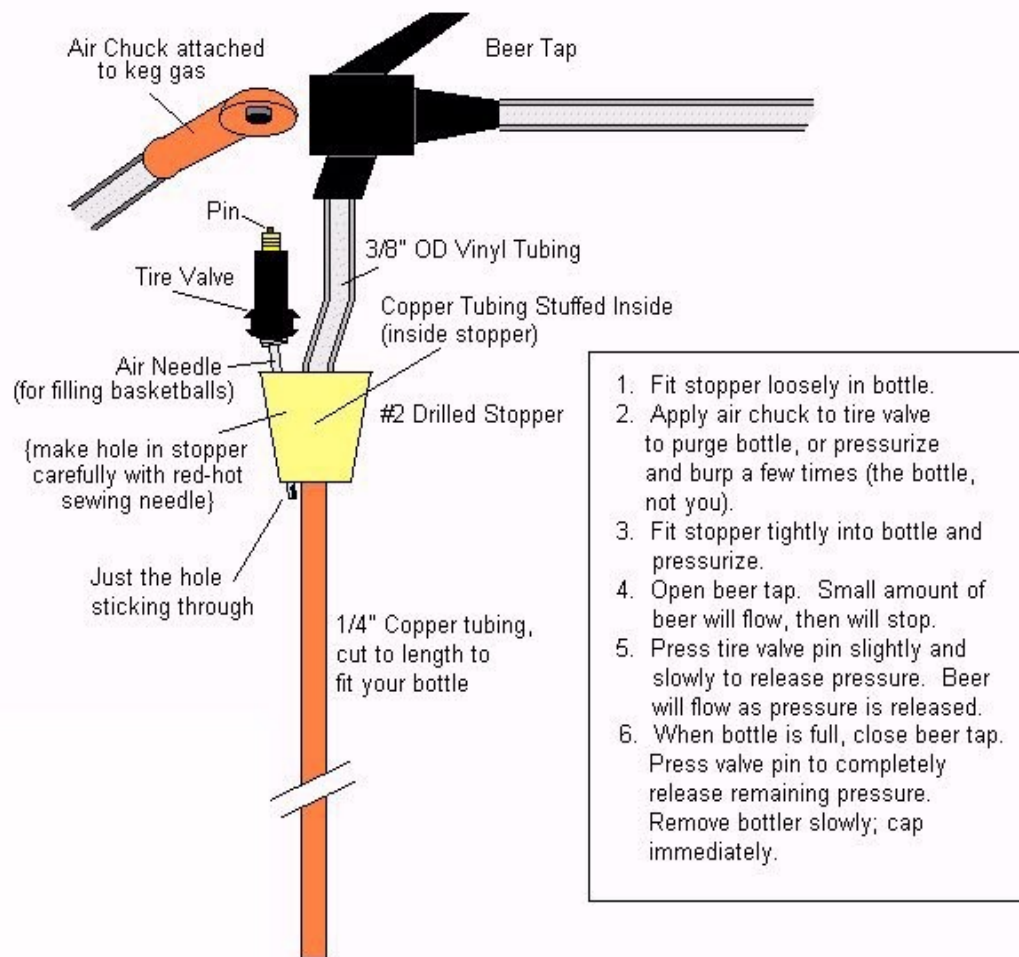 Air Chuck attached
to keg gas
Beer Tap
Pin
3/8" OD Vinyl Tubing
Tire Valve
Copper Tubing Stuffed Inside
(inside stopper)
Air Needle
(for filling basketballs)
#2 Drilled Stopper
{make hole in stopper
carefully with red-hot
sewing needle}
Just the hole
sticking through
1/4" Copper tubing,
cut to length to
fit your bottle
1. Fit stopper loosely in bottle.
2. Apply air chuck to tire valve
to purge bottle, or pressurize
and burp a few times (the bottle,
not you).
3. Fit stopper tightly into bottle and
pressurize.
4. Open beer tap. Small amount of
beer will flow, then will stop.
5. Press tire valve pin slightly and
slowly to release pressure. Beer
will flow as pressure is released.
6. When bottle is full, close beer tap.
Press valve pin to completely
release remaining pressure.
Remove bottler slowly; cap
immediately.